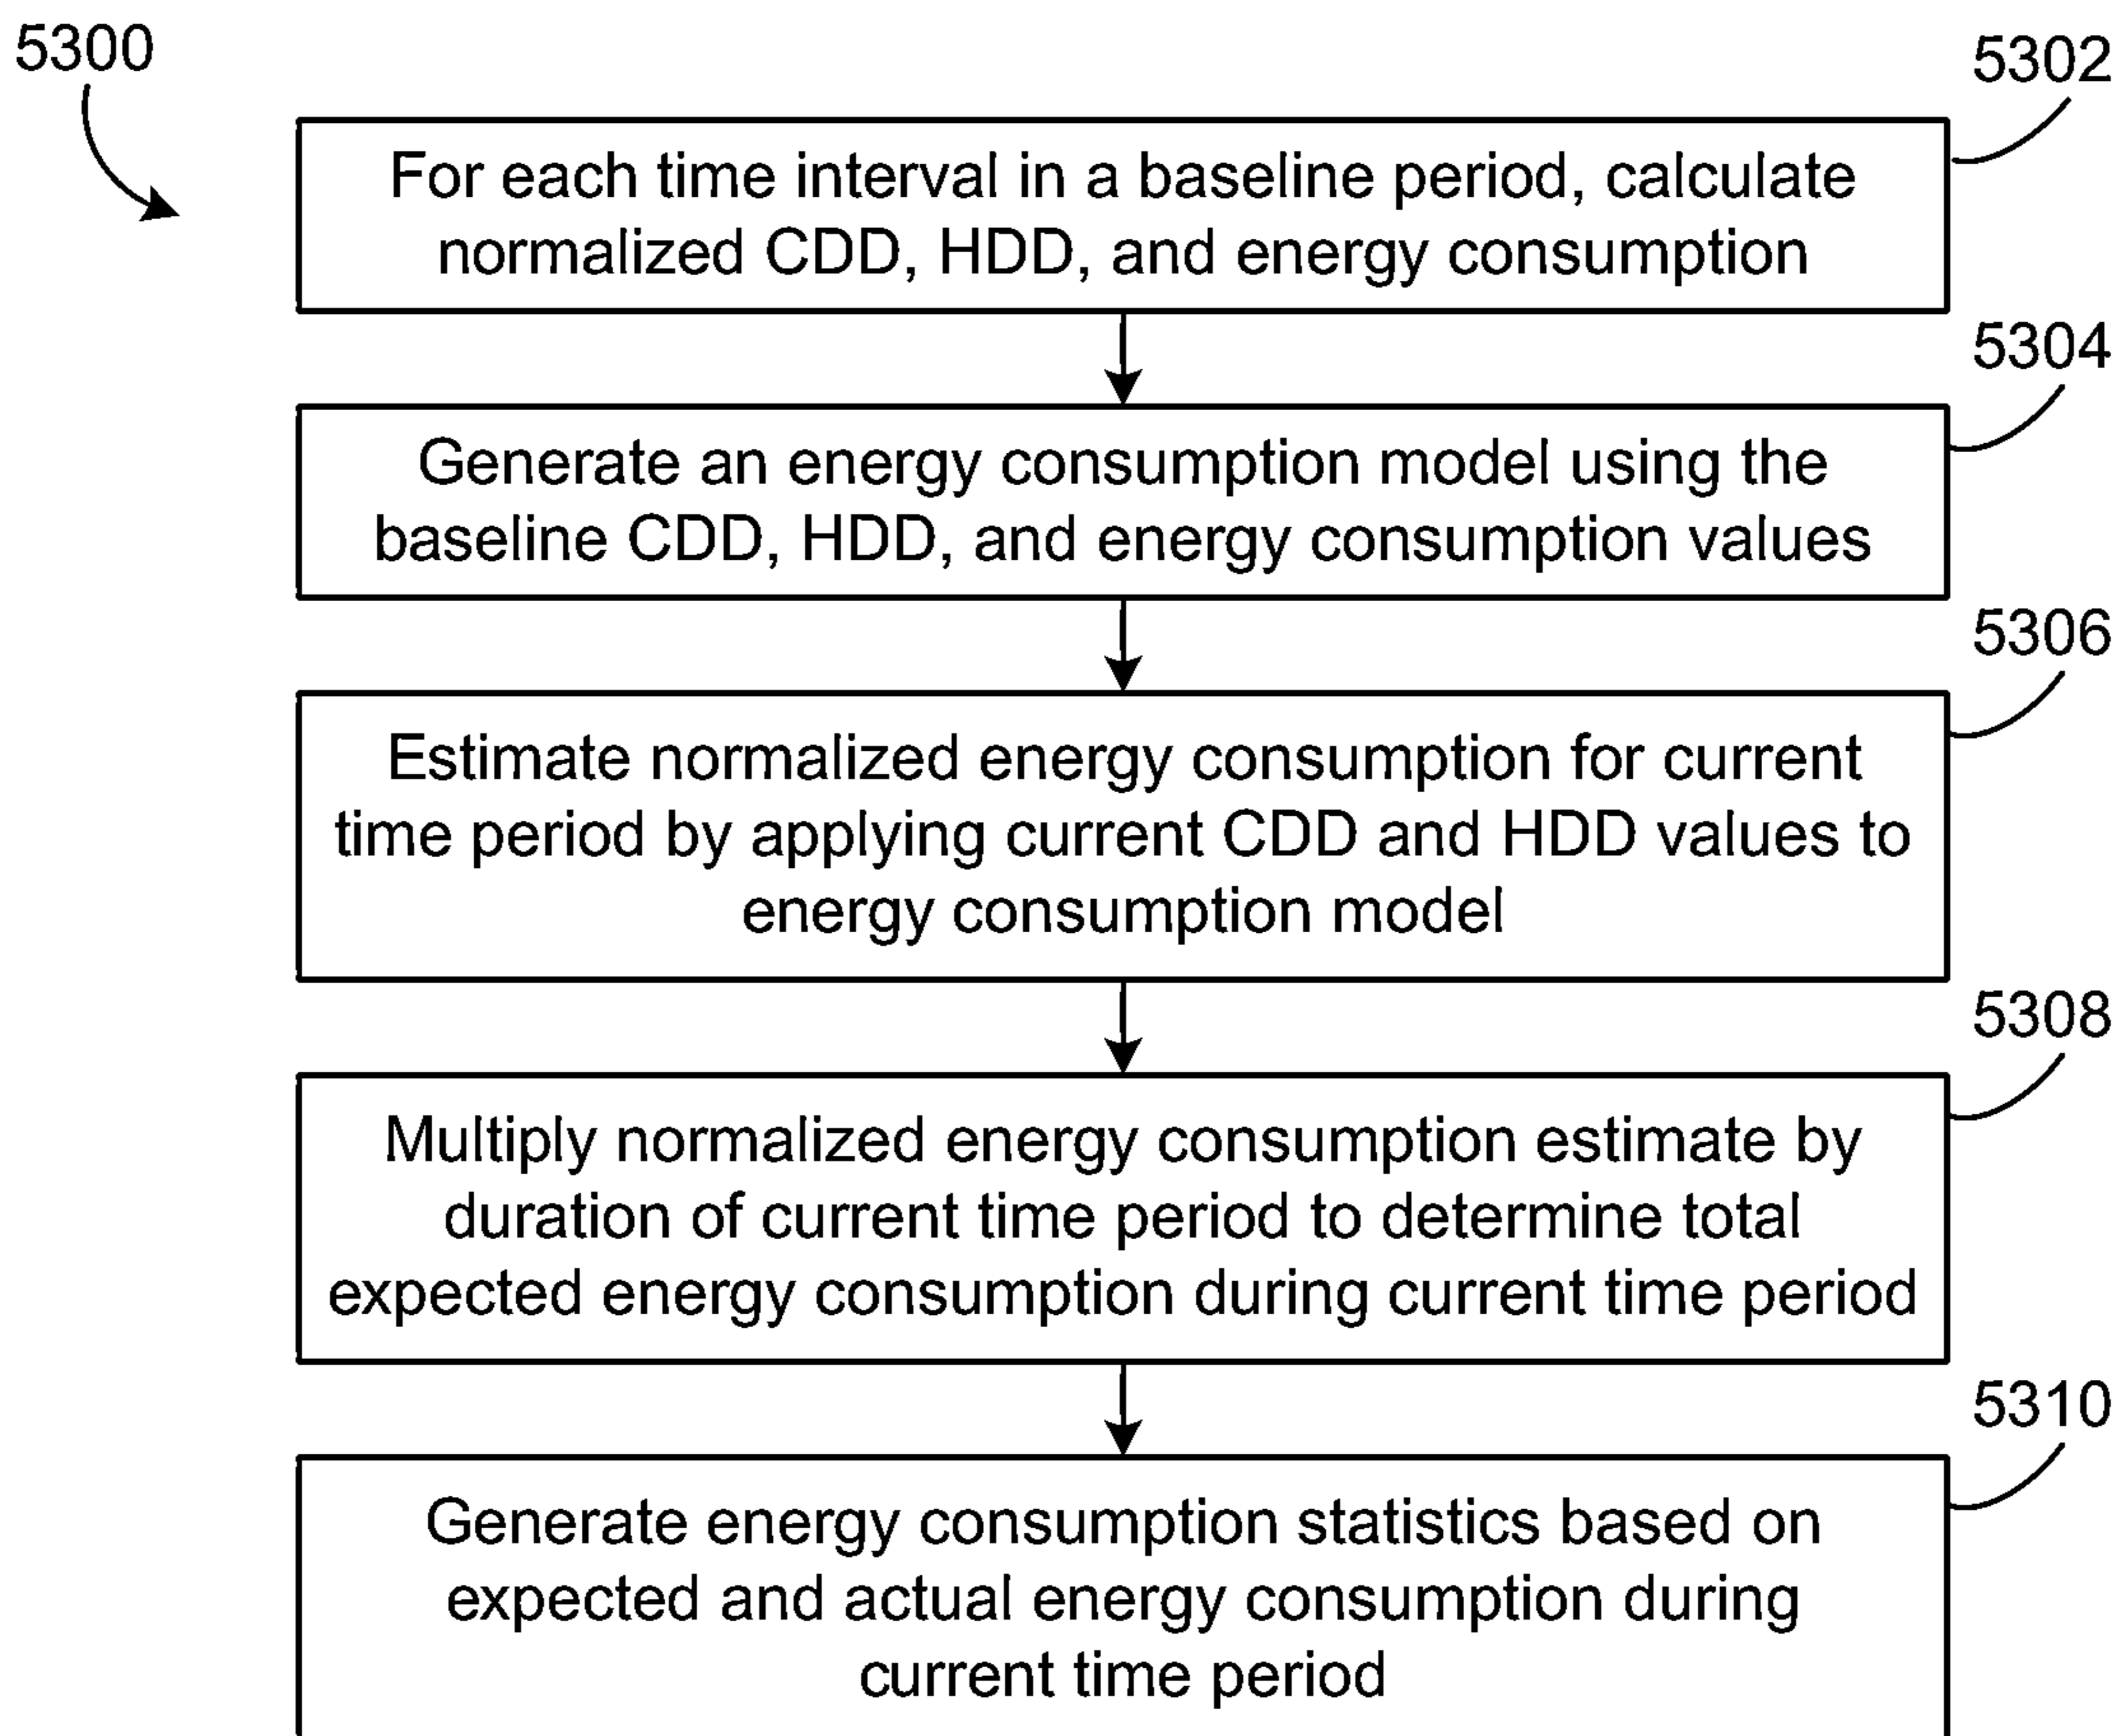 5300
5302
For each time interval in a baseline period, calculate
normalized CDD, HDD, and energy consumption
5304
Generate an energy consumption model using the
baseline CDD, HDD, and energy consumption values
5306
Estimate normalized energy consumption for current
time period by applying current CDD and HDD values to
energy consumption model
5308
Multiply normalized energy consumption estimate by
duration of current time period to determine total
expected energy consumption during current time period
5310
Generate energy consumption statistics based on
expected and actual energy consumption during
current time period